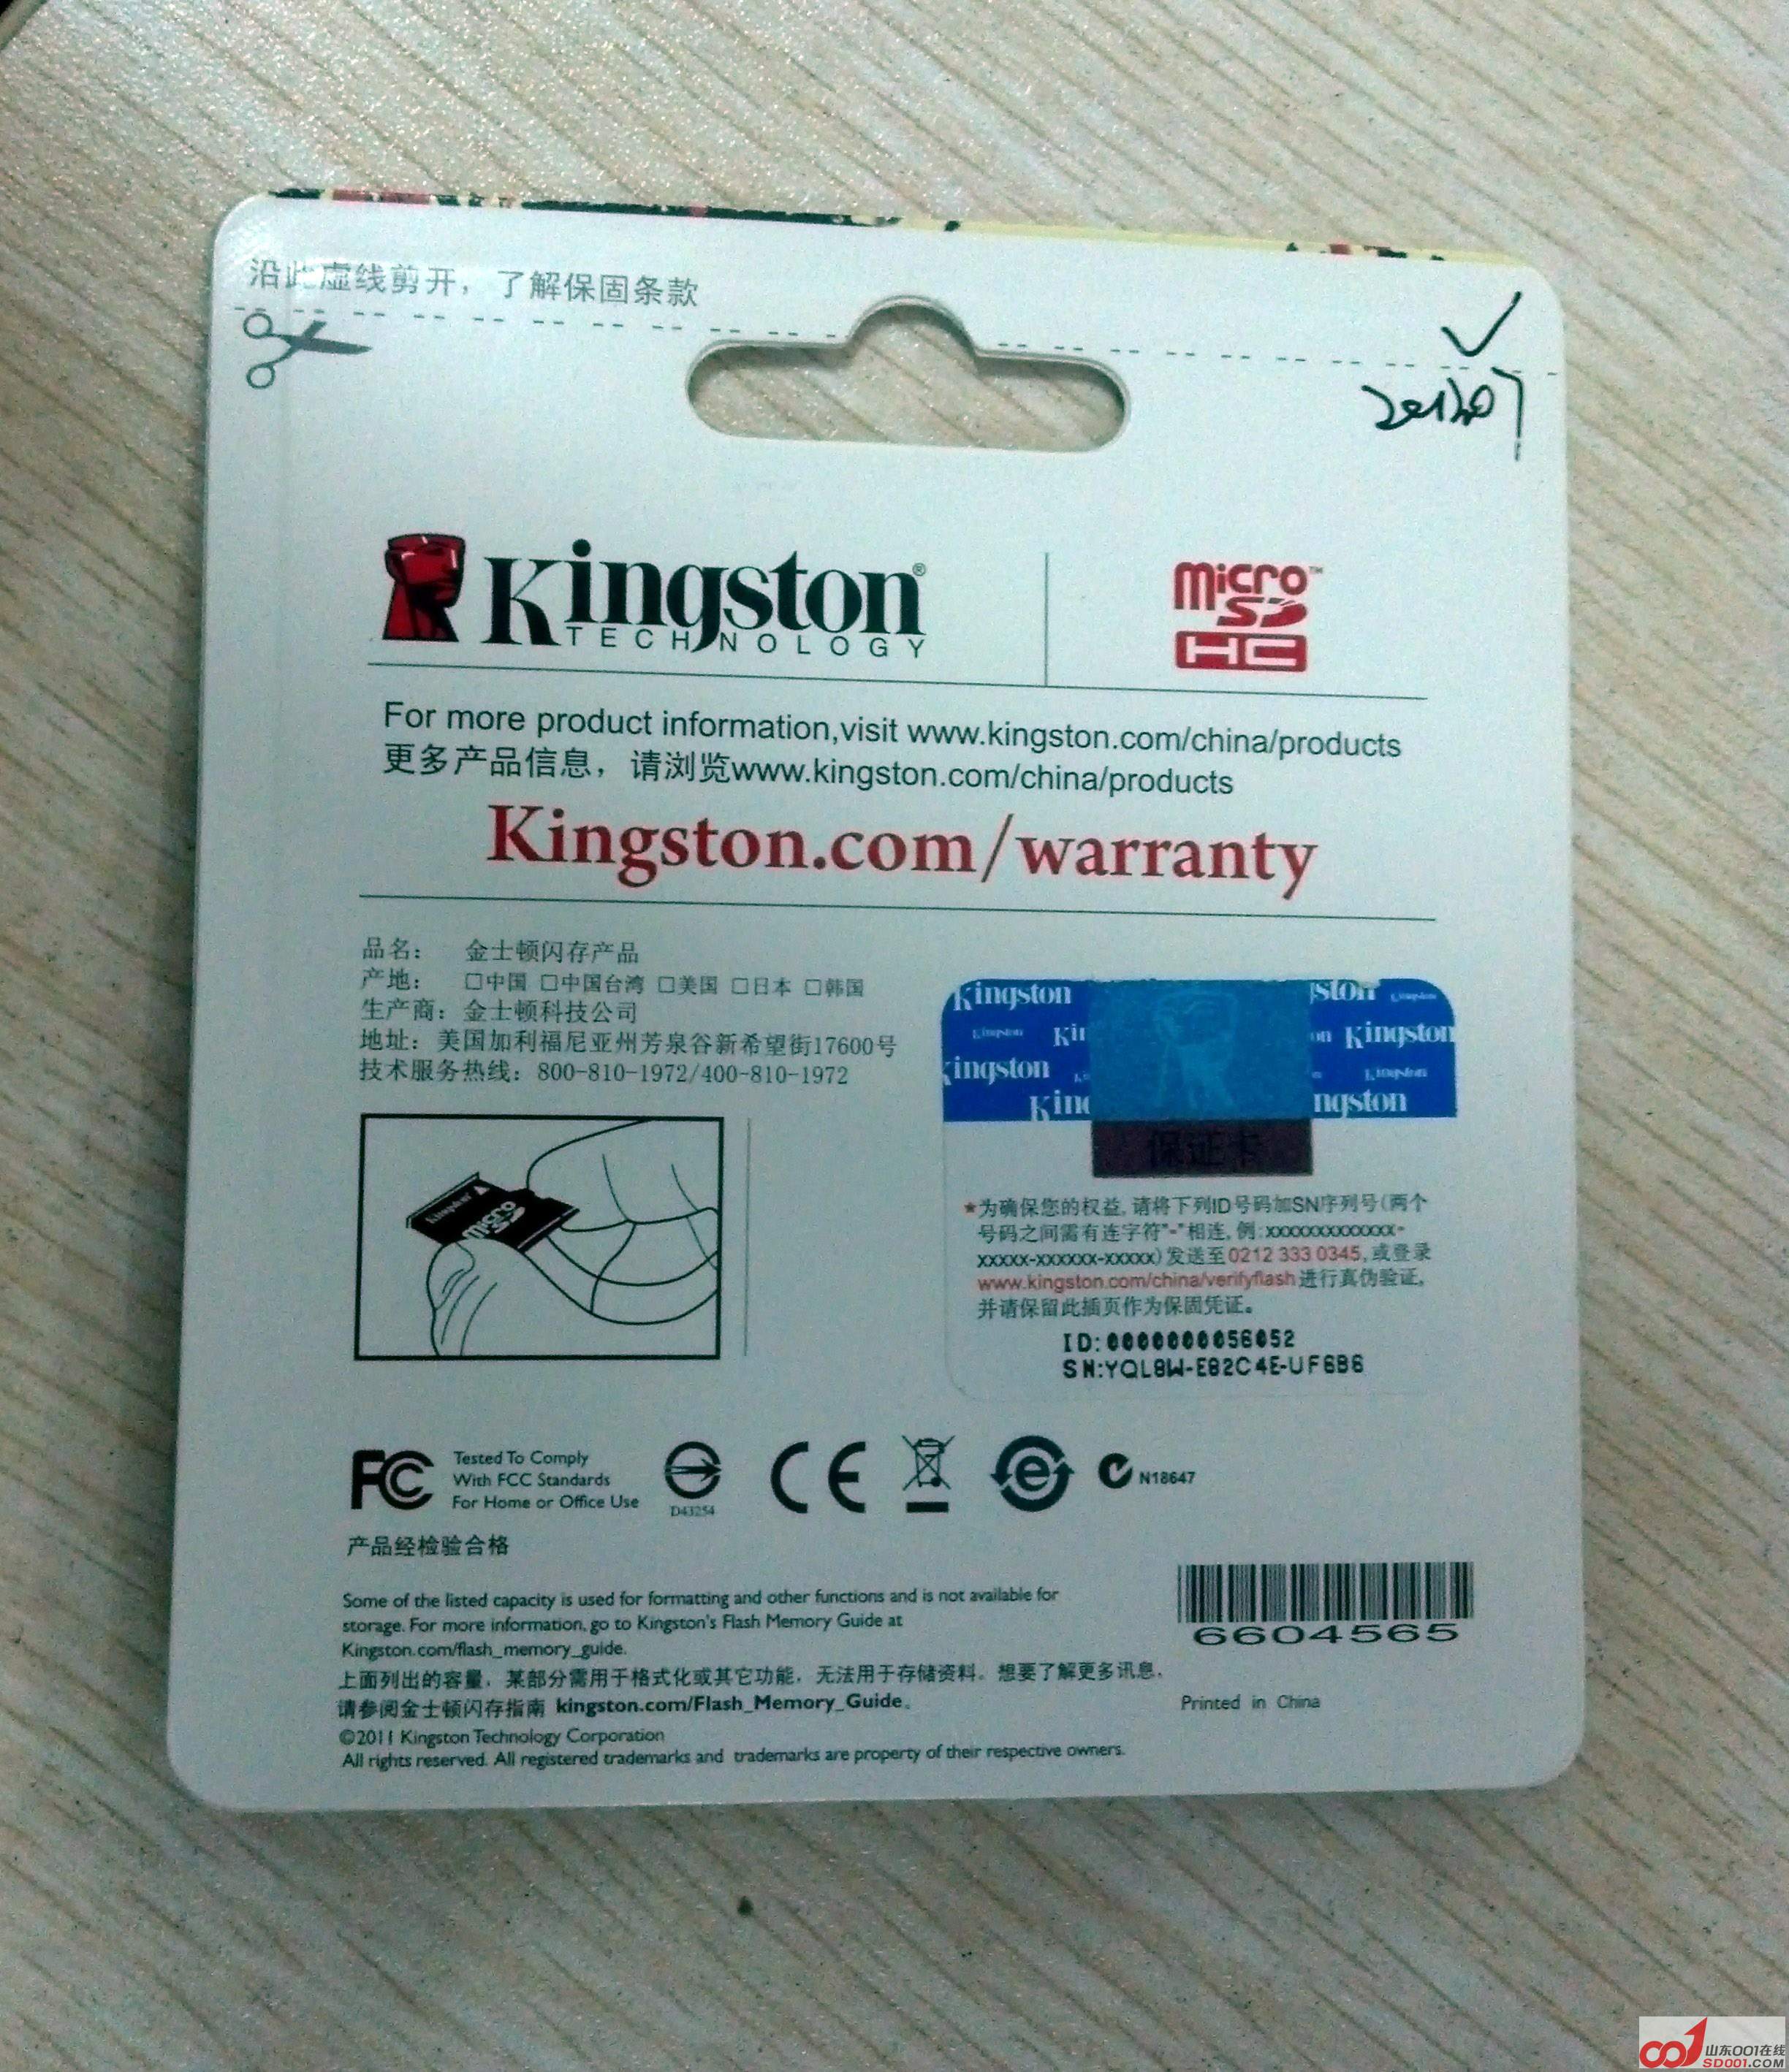 沿此虚线剪开，了解保固条款
Kingston®
TECHNOLOGY
micro™
SD
HC
For more product information,visit www.kingston.com/china/products
更多产品信息，请浏览www.kingston.com/china/products
Kingston.com/warranty
品名： 金士顿闪存产品
产地： □中国 □中国台湾 □美国 □日本 □韩国
生产商：金士顿科技公司
地址：美国加利福尼亚州芳泉谷新希望街17600号
技术服务热线：800-810-1972/400-810-1972
Kingston
micro
SD
Kingston
Kingston
Kingston
保证卡
*为确保您的权益,请将下列ID号码加SN序列号(两个
号码之间需有连字符"-"相连,例:xxxxxxxxxxxxx-
xxxxx-xxxxxx-xxxxx)发送至0212 333 0345,或登录
www.kingston.com/china/verifyflash进行真伪验证,
并请保留此插页作为保固凭证。
ID:0000000056052
SN:YQL8W-E82C4E-UF6B6
FC
Tested To Comply
With FCC Standards
For Home or Office Use
D43254
CE
e
N18647
产品经检验合格
Some of the listed capacity is used for formatting and other functions and is not available for
storage. For more information, go to Kingston's Flash Memory Guide at
Kingston.com/flash_memory_guide.
上面列出的容量，某部分需用于格式化或其它功能，无法用于存储资料。想要了解更多讯息，
请参阅金士顿闪存指南 kingston.com/Flash_Memory_Guide。
©2011 Kingston Technology Corporation
All rights reserved. All registered trademarks and trademarks are property of their respective owners.
6604565
Printed in China
001山东001在线
SD001.COM